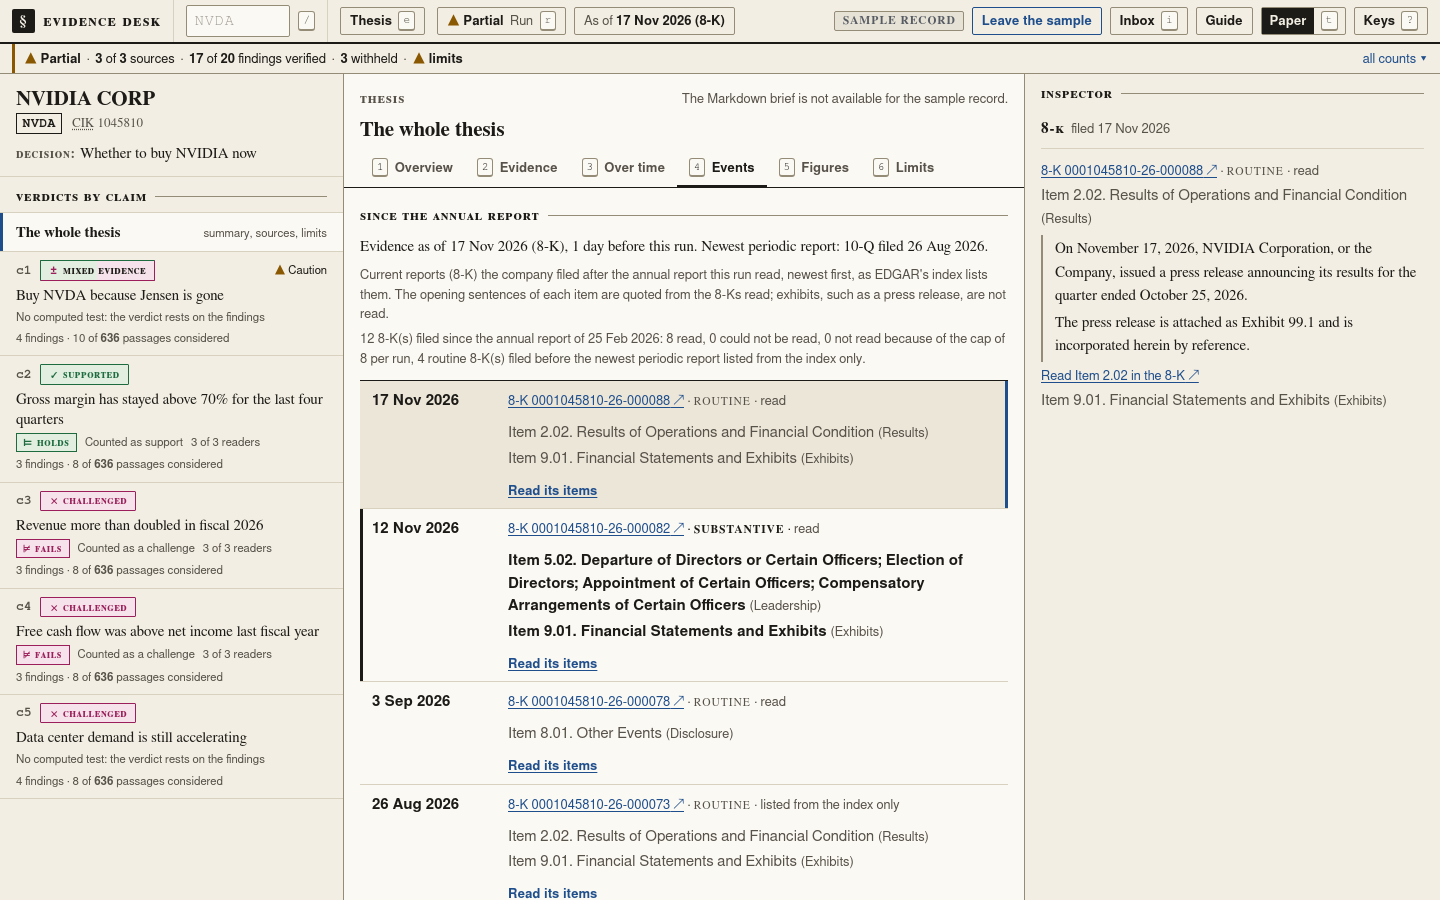 § EVIDENCE DESK NVDA / Thesis e ▲ Partial Run r As of 17 Nov 2026 (8-K) SAMPLE RECORD Leave the sample Inbox i Guide Paper t Keys ?
▲ Partial · 3 of 3 sources · 17 of 20 findings verified · 3 withheld · ▲ limits all counts ▾
NVIDIA CORP
NVDA CIK 1045810
DECISION: Whether to buy NVIDIA now
VERDICTS BY CLAIM
The whole thesis summary, sources, limits
c1 ± MIXED EVIDENCE ▲ Caution
Buy NVDA because Jensen is gone
No computed test: the verdict rests on the findings
4 findings · 10 of 636 passages considered
c2 ✓ SUPPORTED
Gross margin has stayed above 70% for the last four
quarters
⊨ HOLDS Counted as support 3 of 3 readers
3 findings · 8 of 636 passages considered
c3 × CHALLENGED
Revenue more than doubled in fiscal 2026
⊭ FAILS Counted as a challenge 3 of 3 readers
3 findings · 8 of 636 passages considered
c4 × CHALLENGED
Free cash flow was above net income last fiscal year
⊭ FAILS Counted as a challenge 3 of 3 readers
3 findings · 8 of 636 passages considered
c5 × CHALLENGED
Data center demand is still accelerating
No computed test: the verdict rests on the findings
4 findings · 8 of 636 passages considered
THESIS The Markdown brief is not available for the sample record.
The whole thesis
1 Overview 2 Evidence 3 Over time 4 Events 5 Figures 6 Limits
SINCE THE ANNUAL REPORT
Evidence as of 17 Nov 2026 (8-K), 1 day before this run. Newest periodic report: 10-Q filed 26 Aug 2026.
Current reports (8-K) the company filed after the annual report this run read, newest first, as EDGAR's index lists
them. The opening sentences of each item are quoted from the 8-Ks read; exhibits, such as a press release, are not
read.
12 8-K(s) filed since the annual report of 25 Feb 2026: 8 read, 0 could not be read, 0 not read because of the cap of
8 per run, 4 routine 8-K(s) filed before the newest periodic report listed from the index only.
17 Nov 2026 8-K 0001045810-26-000088 ↗ · ROUTINE · read
Item 2.02. Results of Operations and Financial Condition (Results)
Item 9.01. Financial Statements and Exhibits (Exhibits)
Read its items
12 Nov 2026 8-K 0001045810-26-000082 ↗ · SUBSTANTIVE · read
Item 5.02. Departure of Directors or Certain Officers; Election of
Directors; Appointment of Certain Officers; Compensatory
Arrangements of Certain Officers (Leadership)
Item 9.01. Financial Statements and Exhibits (Exhibits)
Read its items
3 Sep 2026 8-K 0001045810-26-000078 ↗ · ROUTINE · read
Item 8.01. Other Events (Disclosure)
Read its items
26 Aug 2026 8-K 0001045810-26-000073 ↗ · ROUTINE · listed from the index only
Item 2.02. Results of Operations and Financial Condition (Results)
Item 9.01. Financial Statements and Exhibits (Exhibits)
Read its items
INSPECTOR
8-K filed 17 Nov 2026
8-K 0001045810-26-000088 ↗ · ROUTINE · read
Item 2.02. Results of Operations and Financial Condition
(Results)
On November 17, 2026, NVIDIA Corporation, or the
Company, issued a press release announcing its results for the
quarter ended October 25, 2026.
The press release is attached as Exhibit 99.1 and is
incorporated herein by reference.
Read Item 2.02 in the 8-K ↗
Item 9.01. Financial Statements and Exhibits (Exhibits)